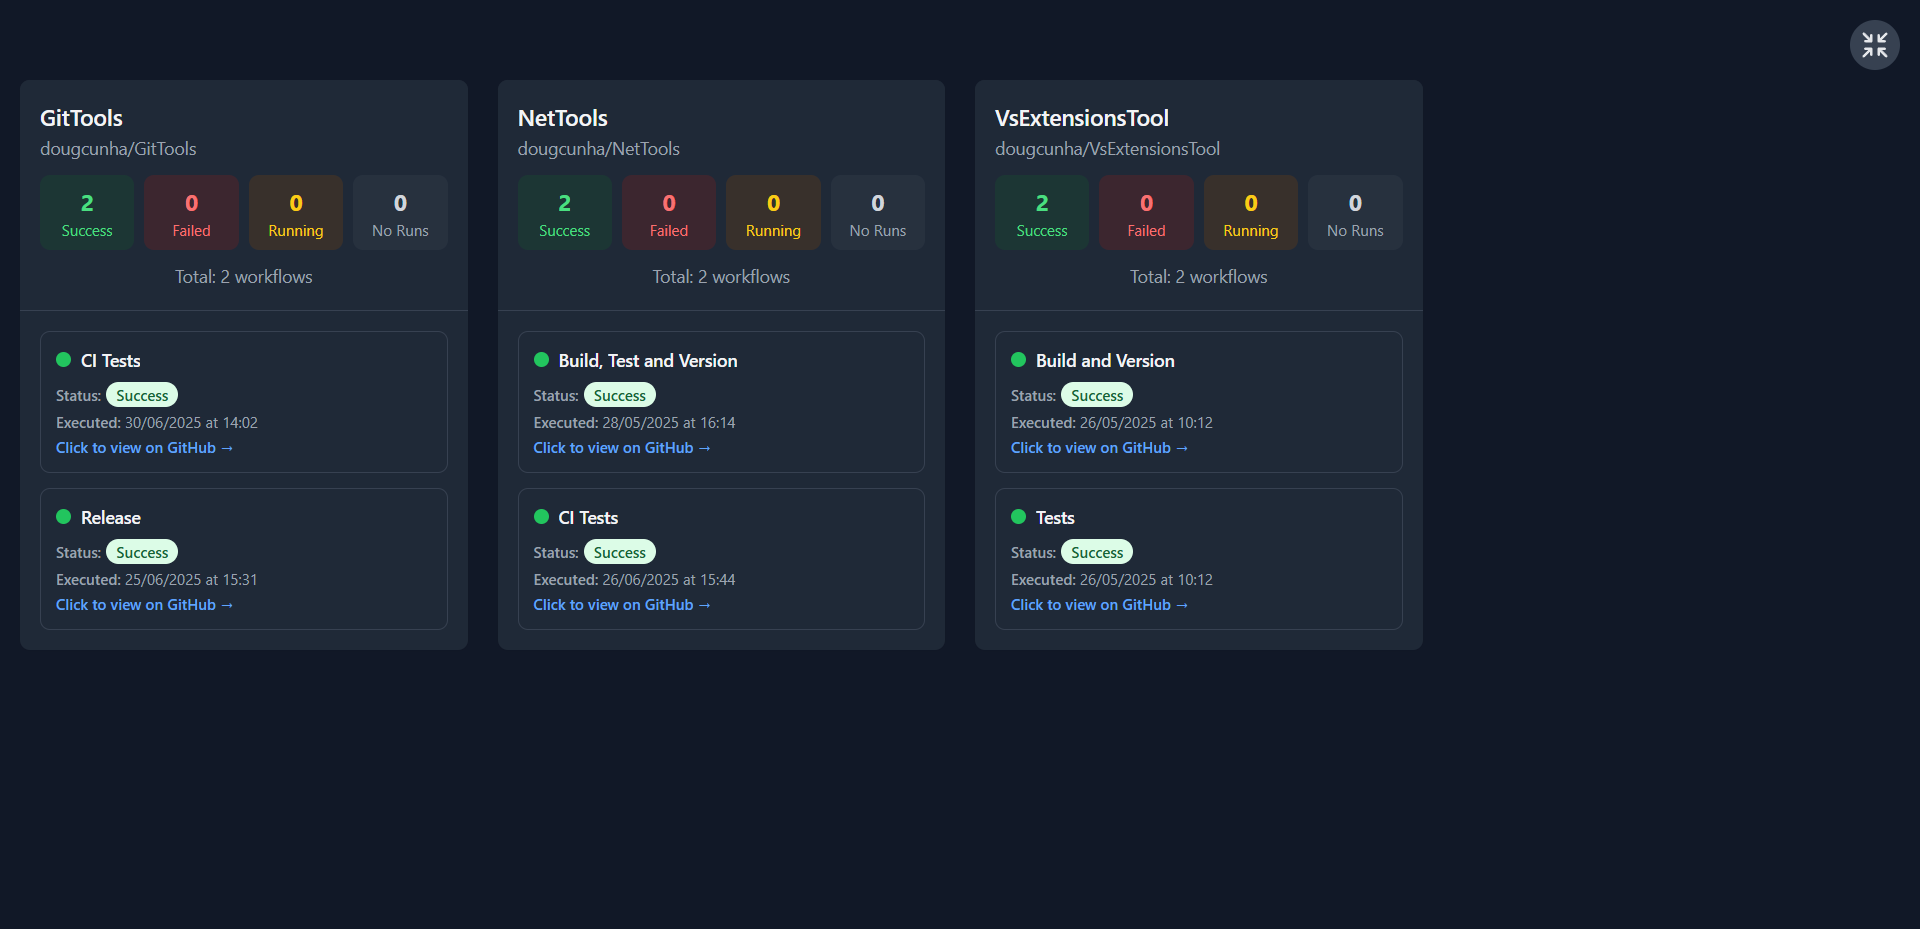 GitTools
dougcunha/GitTools
2 0 0 0
Success Failed Running No Runs
Total: 2 workflows
CI Tests
Status: Success
Executed: 30/06/2025 at 14:02
Click to view on GitHub →
Release
Status: Success
Executed: 25/06/2025 at 15:31
Click to view on GitHub →
NetTools
dougcunha/NetTools
2 0 0 0
Success Failed Running No Runs
Total: 2 workflows
Build, Test and Version
Status: Success
Executed: 28/05/2025 at 16:14
Click to view on GitHub →
CI Tests
Status: Success
Executed: 26/06/2025 at 15:44
Click to view on GitHub →
VsExtensionsTool
dougcunha/VsExtensionsTool
2 0 0 0
Success Failed Running No Runs
Total: 2 workflows
Build and Version
Status: Success
Executed: 26/05/2025 at 10:12
Click to view on GitHub →
Tests
Status: Success
Executed: 26/05/2025 at 10:12
Click to view on GitHub →